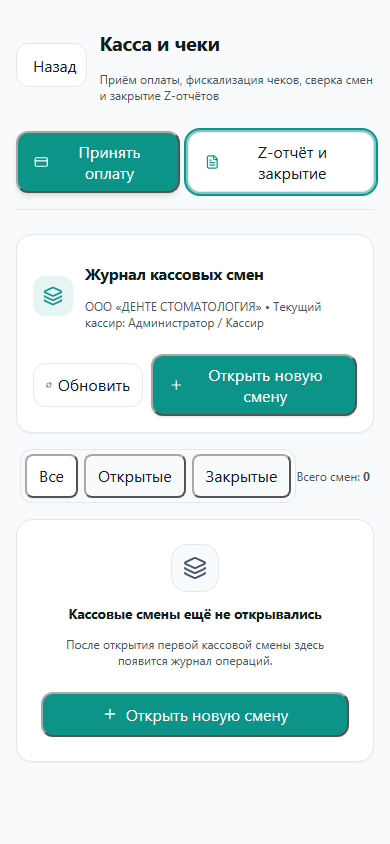 Назад
Касса и чеки
Приём оплаты, фискализация чеков, сверка смен
и закрытие Z-отчётов
Принять
оплату
Z-отчёт и
закрытие
Журнал кассовых смен
ООО «ДЕНТЕ СТОМАТОЛОГИЯ» • Текущий
кассир: Администратор / Кассир
Обновить
Открыть новую
смену
Все
Открытые
Закрытые
Всего смен: 0
Кассовые смены ещё не открывались
После открытия первой кассовой смены здесь
появится журнал операций.
Открыть новую смену